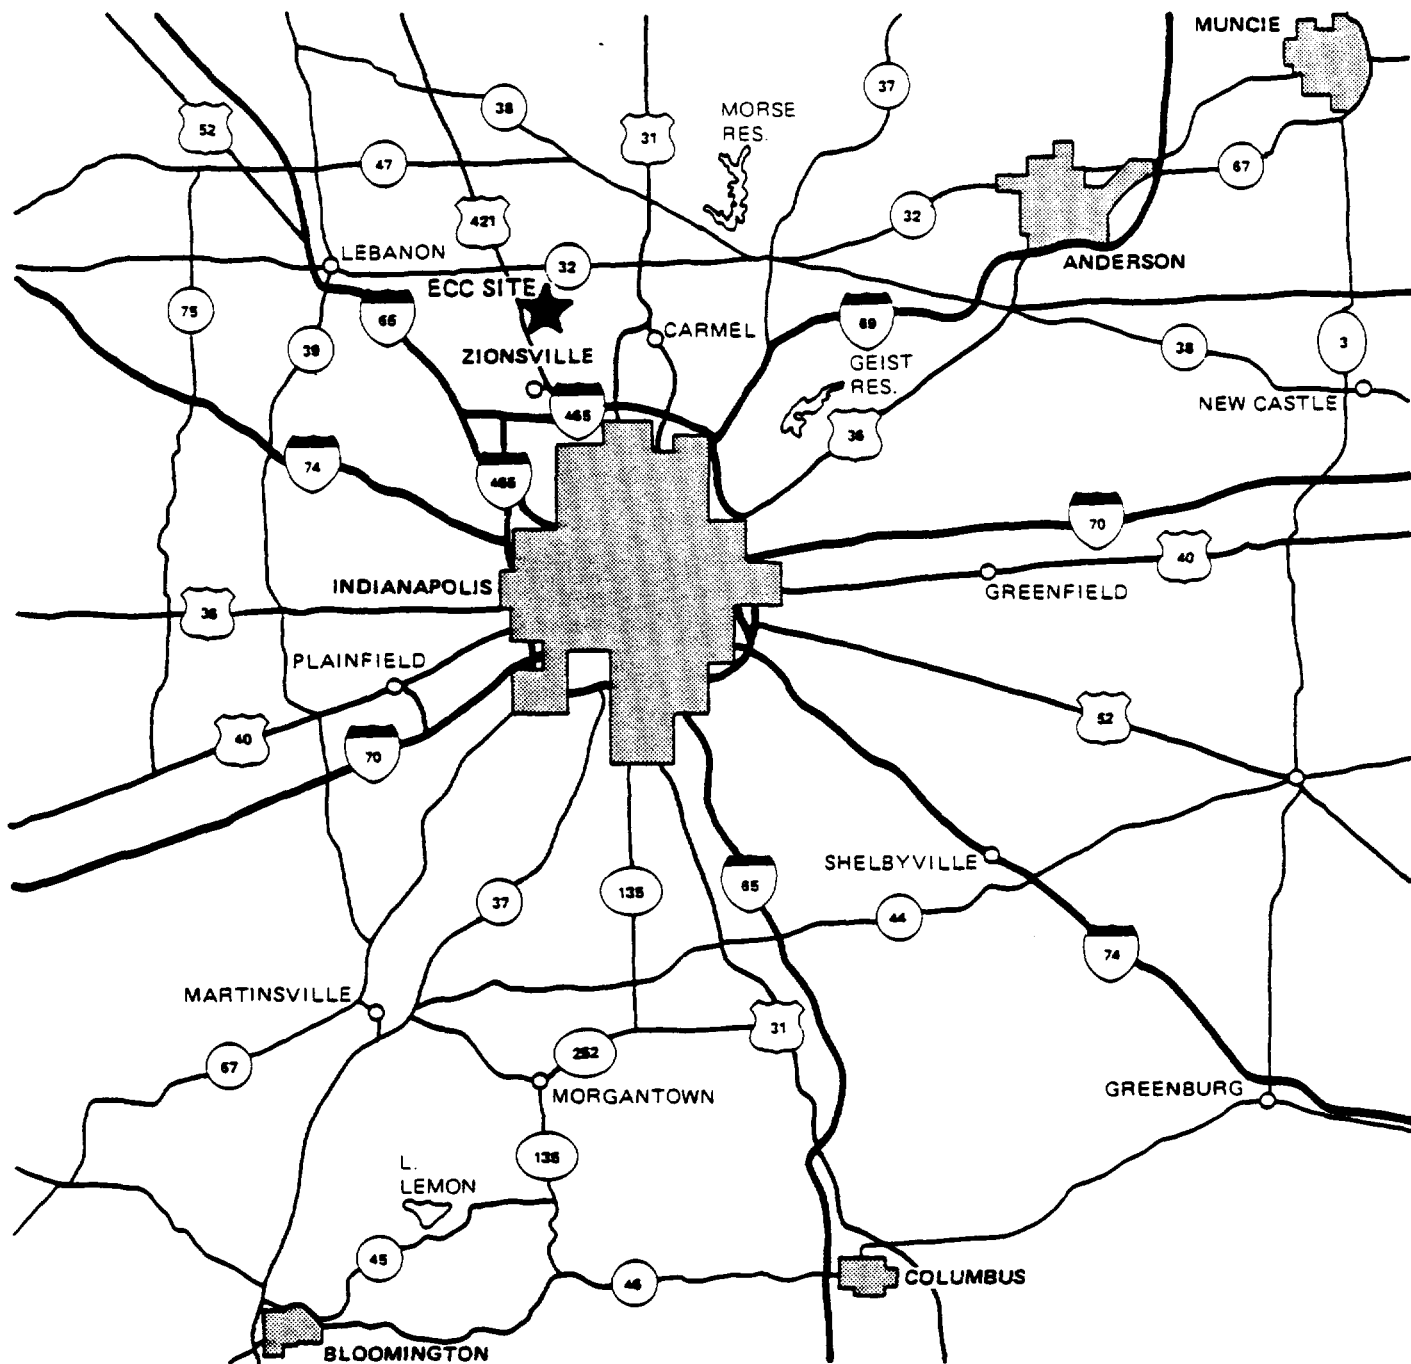 MUNCIE
37
38
MORSE
RES.
52
31
47
67
32
421
LEBANON
32
ANDERSON
ECC SITE
75
65
69
CARMEL
3
39
38
ZIONSVILLE
GEIST
RES.
465
NEW CASTLE
36
74
465
70
40
INDIANAPOLIS
GREENFIELD
36
PLAINFIELD
52
40
70
SHELBYVILLE
65
135
37
44
74
MARTINSVILLE
31
252
67
GREENBURG
MORGANTOWN
135
L.
LEMON
45
46
COLUMBUS
BLOOMINGTON